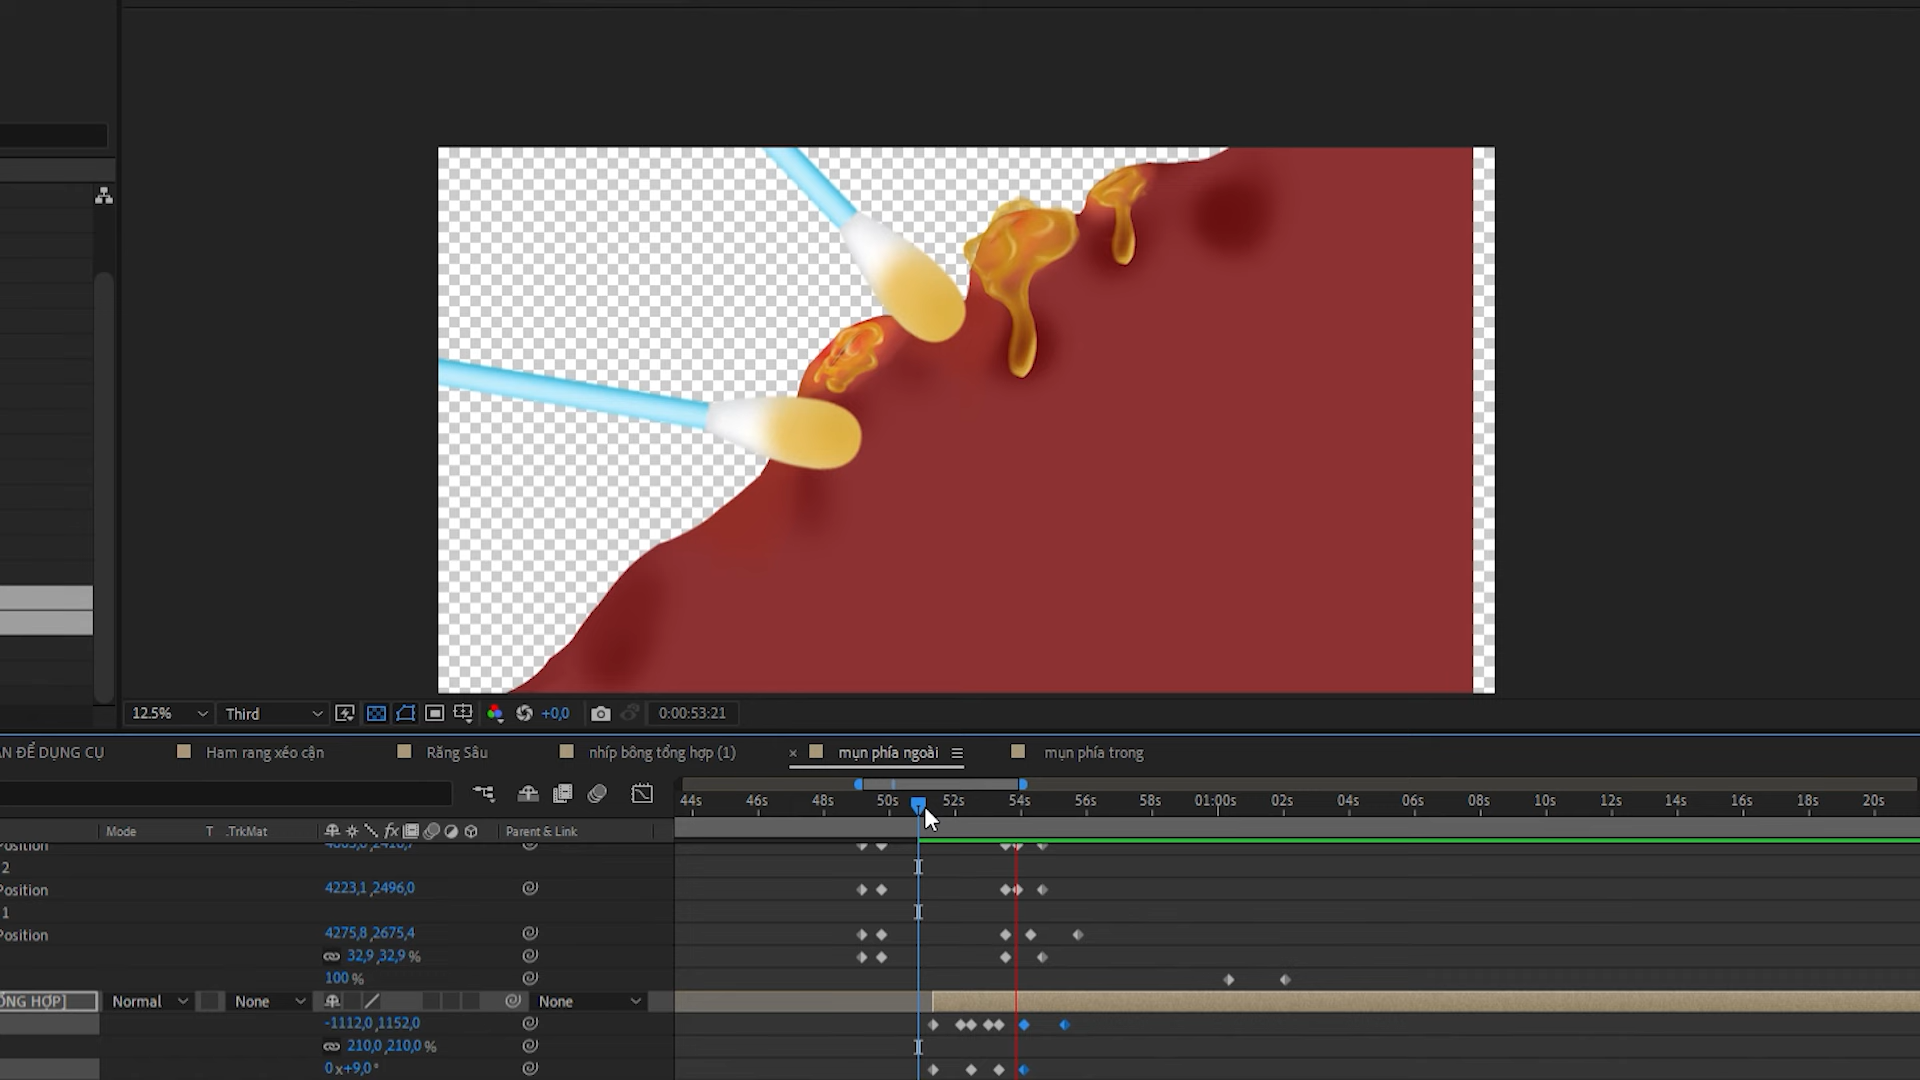 12.5%
Third
+0,0
0:00:53:21
ẦN ĐỂ DỤNG CỤ
Ham rang xéo cận
Răng Sâu
nhíp bông tổng hợp (1)
× mụn phía ngoài
mụn phía trong
44s 46s 48s 50s 52s 54s 56s 58s 01:00s 02s 04s 06s 08s 10s 12s 14s 16s 18s 20s
Mode T .TrkMat fx Parent & Link
Position
2
Position 4223,1 ,2496,0
1
Position 4275,8 ,2675,4
32,9 ,32,9 %
100 %
ỔNG HỢP] Normal None None
-1112,0 ,1152,0
210,0 ,210,0 %
0 x+9,0 °